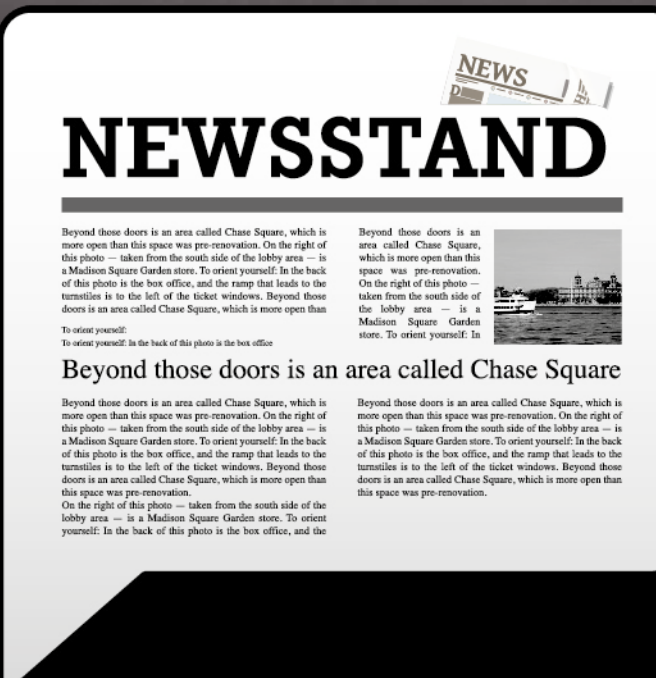 NEWS
D
NEWSSTAND
Beyond those doors is an area called Chase Square, which is
more open than this space was pre-renovation. On the right of
this photo — taken from the south side of the lobby area — is
a Madison Square Garden store. To orient yourself: In the back
of this photo is the box office, and the ramp that leads to the
turnstiles is to the left of the ticket windows. Beyond those
doors is an area called Chase Square, which is more open than
To orient yourself:
To orient yourself: In the back of this photo is the box office
Beyond those doors is an
area called Chase Square,
which is more open than this
space was pre-renovation.
On the right of this photo —
taken from the south side of
the lobby area — is a
Madison Square Garden
store. To orient yourself: In
Beyond those doors is an area called Chase Square
Beyond those doors is an area called Chase Square, which is
more open than this space was pre-renovation. On the right of
this photo — taken from the south side of the lobby area — is
a Madison Square Garden store. To orient yourself: In the back
of this photo is the box office, and the ramp that leads to the
turnstiles is to the left of the ticket windows. Beyond those
doors is an area called Chase Square, which is more open than
this space was pre-renovation.
On the right of this photo — taken from the south side of the
lobby area — is a Madison Square Garden store. To orient
yourself: In the back of this photo is the box office, and the
Beyond those doors is an area called Chase Square, which is
more open than this space was pre-renovation. On the right of
this photo — taken from the south side of the lobby area — is
a Madison Square Garden store. To orient yourself: In the back
of this photo is the box office, and the ramp that leads to the
turnstiles is to the left of the ticket windows. Beyond those
doors is an area called Chase Square, which is more open than
this space was pre-renovation.